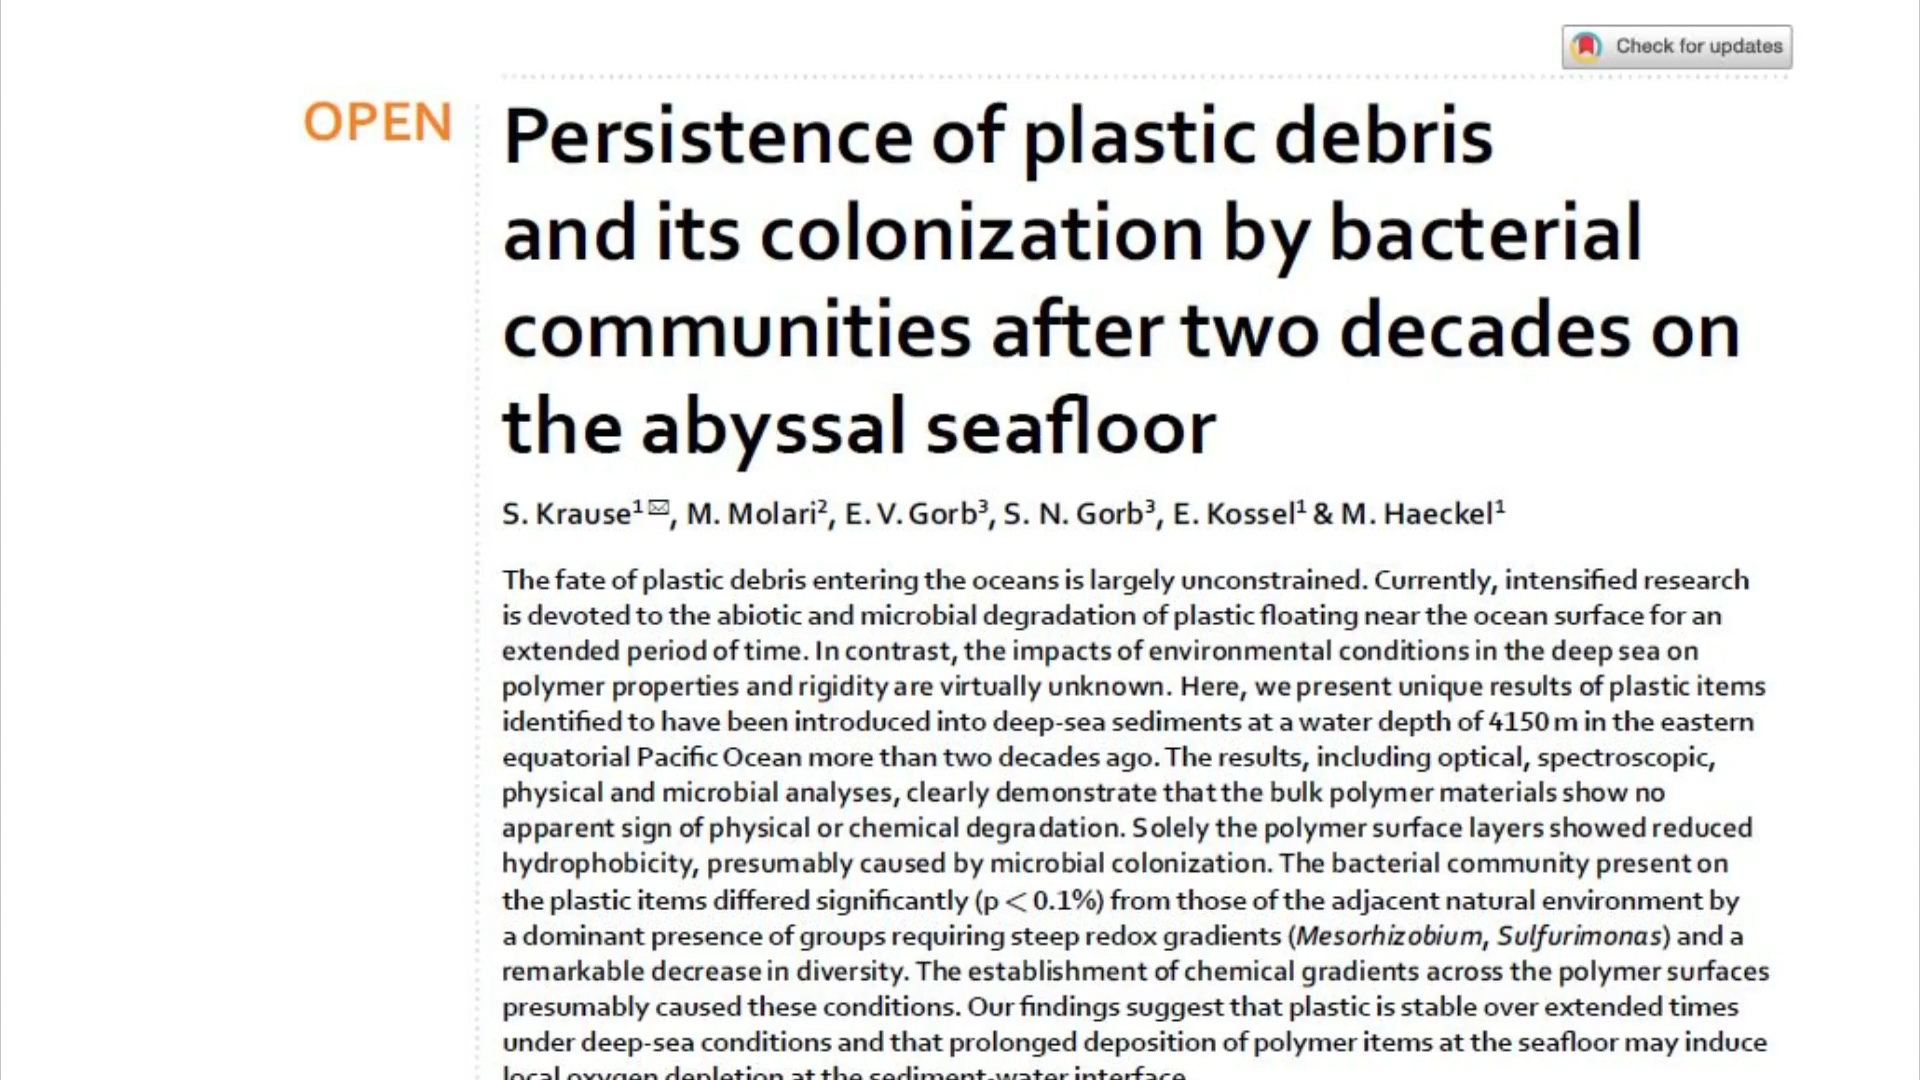 Check for updates
OPEN
Persistence of plastic debris
and its colonization by bacterial
communities after two decades on
the abyssal seafloor
S. Krause1✉, M. Molari2, E. V. Gorb3, S. N. Gorb3, E. Kossel1 & M. Haeckel1
The fate of plastic debris entering the oceans is largely unconstrained. Currently, intensified research
is devoted to the abiotic and microbial degradation of plastic floating near the ocean surface for an
extended period of time. In contrast, the impacts of environmental conditions in the deep sea on
polymer properties and rigidity are virtually unknown. Here, we present unique results of plastic items
identified to have been introduced into deep-sea sediments at a water depth of 4150 m in the eastern
equatorial Pacific Ocean more than two decades ago. The results, including optical, spectroscopic,
physical and microbial analyses, clearly demonstrate that the bulk polymer materials show no
apparent sign of physical or chemical degradation. Solely the polymer surface layers showed reduced
hydrophobicity, presumably caused by microbial colonization. The bacterial community present on
the plastic items differed significantly (p < 0.1%) from those of the adjacent natural environment by
a dominant presence of groups requiring steep redox gradients (Mesorhizobium, Sulfurimonas) and a
remarkable decrease in diversity. The establishment of chemical gradients across the polymer surfaces
presumably caused these conditions. Our findings suggest that plastic is stable over extended times
under deep-sea conditions and that prolonged deposition of polymer items at the seafloor may induce
local oxygen depletion at the sediment-water interface.